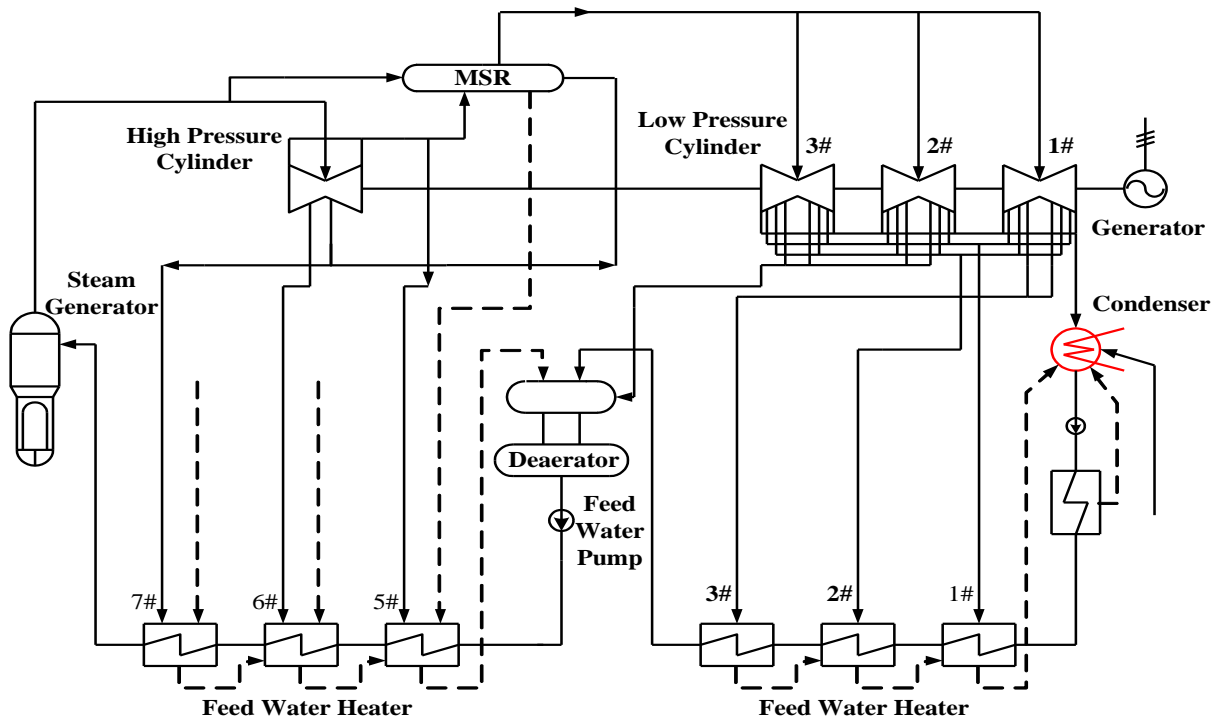 MSR
High Pressure
Cylinder
Low Pressure
Cylinder
3#
2#
1#
Generator
Steam
Generator
Condenser
Deaerator
Feed
Water
Pump
7#
6#
5#
3#
2#
1#
Feed Water Heater
Feed Water Heater